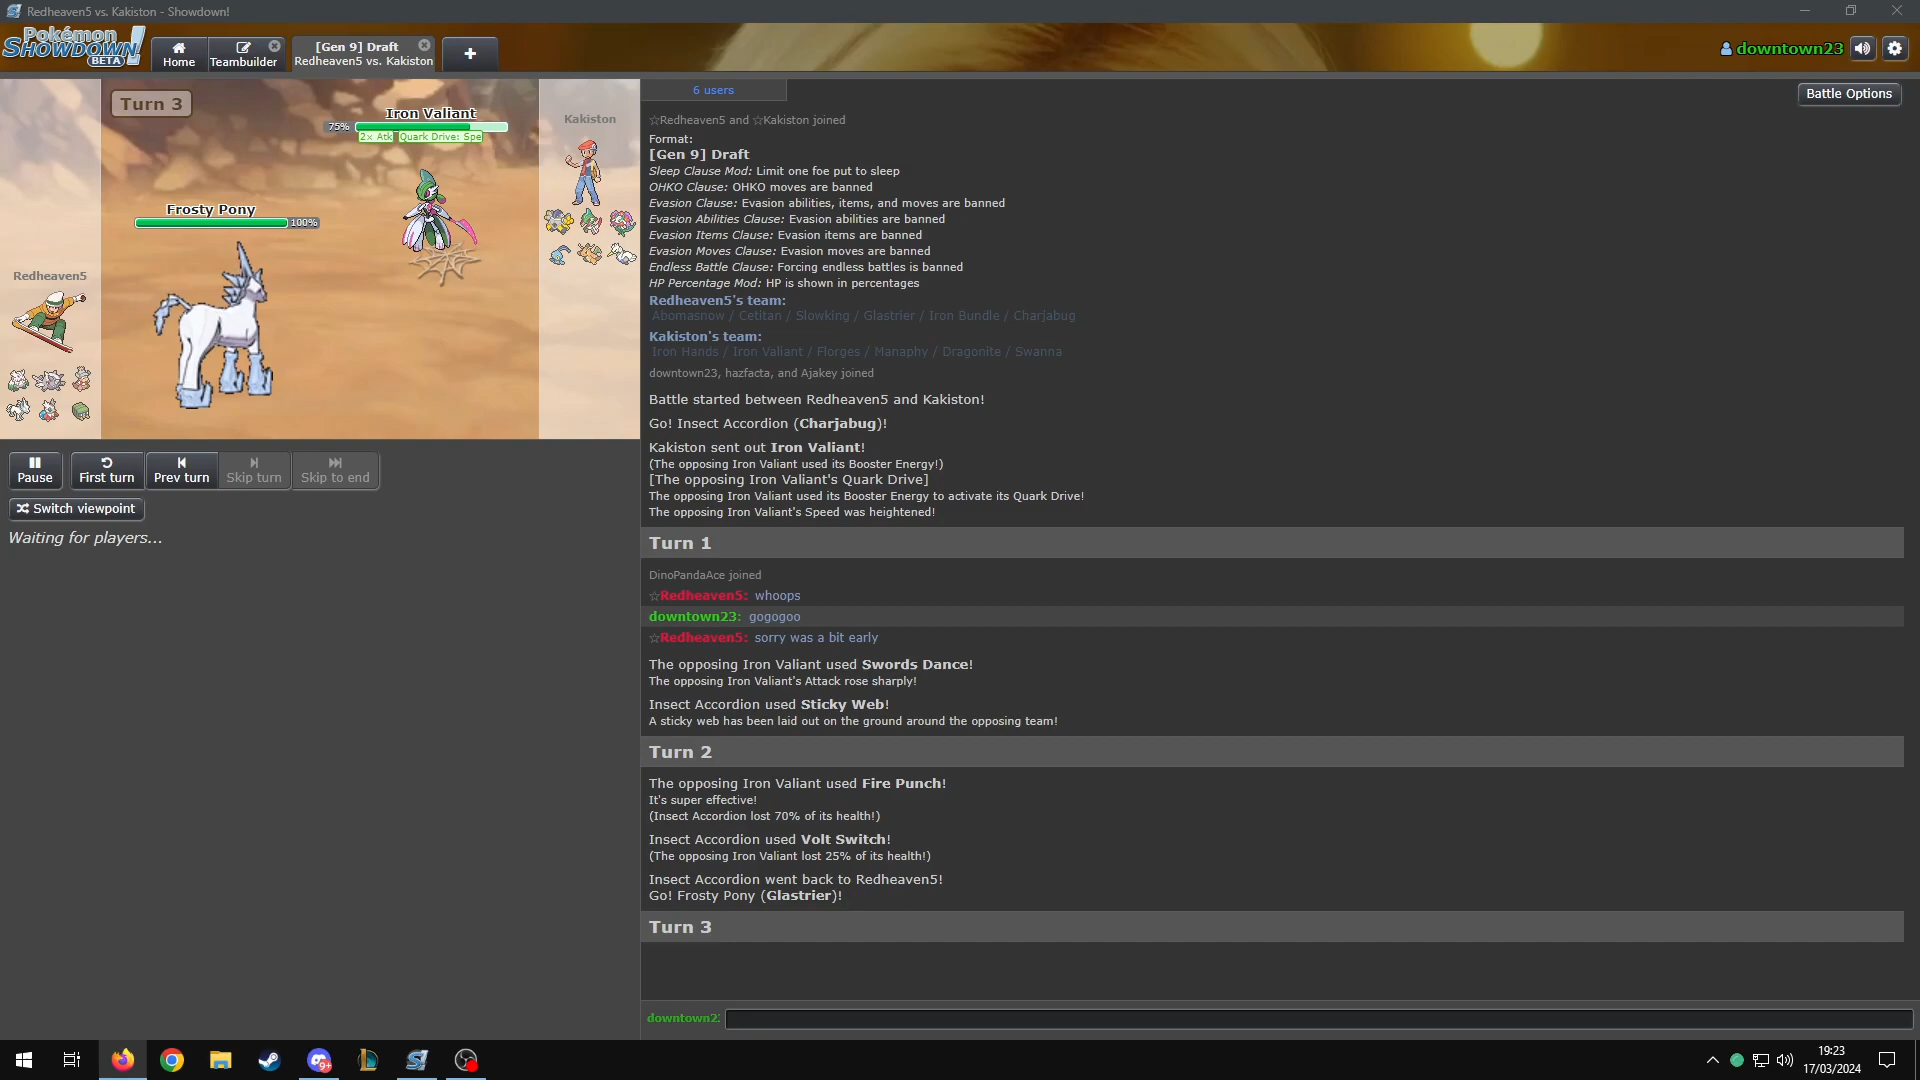 Redheaven5 vs. Kakiston - Showdown!
Pokémon
SHOWDOWN!
BETA
Home
Teambuilder
[Gen 9] Draft
Redheaven5 vs. Kakiston
downtown23
Turn 3
Iron Valiant
75%
2× Atk Quark Drive: Spe
Kakiston
Frosty Pony
100%
Redheaven5
Pause
First turn
Prev turn
Skip turn
Skip to end
Switch viewpoint
Waiting for players...
6 users
Battle Options
☆Redheaven5 and ☆Kakiston joined
Format:
[Gen 9] Draft
Sleep Clause Mod: Limit one foe put to sleep
OHKO Clause: OHKO moves are banned
Evasion Clause: Evasion abilities, items, and moves are banned
Evasion Abilities Clause: Evasion abilities are banned
Evasion Items Clause: Evasion items are banned
Evasion Moves Clause: Evasion moves are banned
Endless Battle Clause: Forcing endless battles is banned
HP Percentage Mod: HP is shown in percentages
Redheaven5's team:
Abomasnow / Cetitan / Slowking / Glastrier / Iron Bundle / Charjabug
Kakiston's team:
Iron Hands / Iron Valiant / Florges / Manaphy / Dragonite / Swanna
downtown23, hazfacta, and Ajakey joined
Battle started between Redheaven5 and Kakiston!
Go! Insect Accordion (Charjabug)!
Kakiston sent out Iron Valiant!
(The opposing Iron Valiant used its Booster Energy!)
[The opposing Iron Valiant's Quark Drive]
The opposing Iron Valiant used its Booster Energy to activate its Quark Drive!
The opposing Iron Valiant's Speed was heightened!
Turn 1
DinoPandaAce joined
☆Redheaven5: whoops
downtown23: gogogoo
☆Redheaven5: sorry was a bit early
The opposing Iron Valiant used Swords Dance!
The opposing Iron Valiant's Attack rose sharply!
Insect Accordion used Sticky Web!
A sticky web has been laid out on the ground around the opposing team!
Turn 2
The opposing Iron Valiant used Fire Punch!
It's super effective!
(Insect Accordion lost 70% of its health!)
Insect Accordion used Volt Switch!
(The opposing Iron Valiant lost 25% of its health!)
Insect Accordion went back to Redheaven5!
Go! Frosty Pony (Glastrier)!
Turn 3
downtown2
9+
19:23
17/03/2024